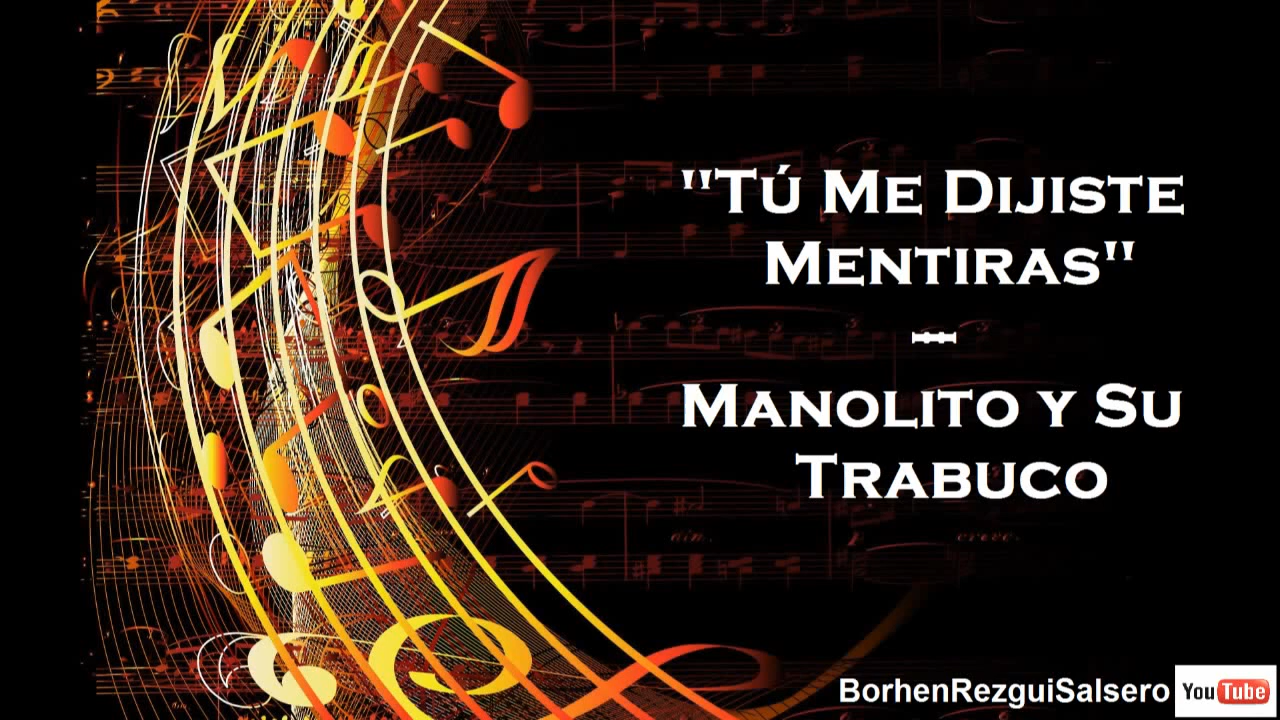 "Tú Me Dijiste
Mentiras"
---
Manolito y Su
Trabuco
BorhenRezguiSalsero YouTube